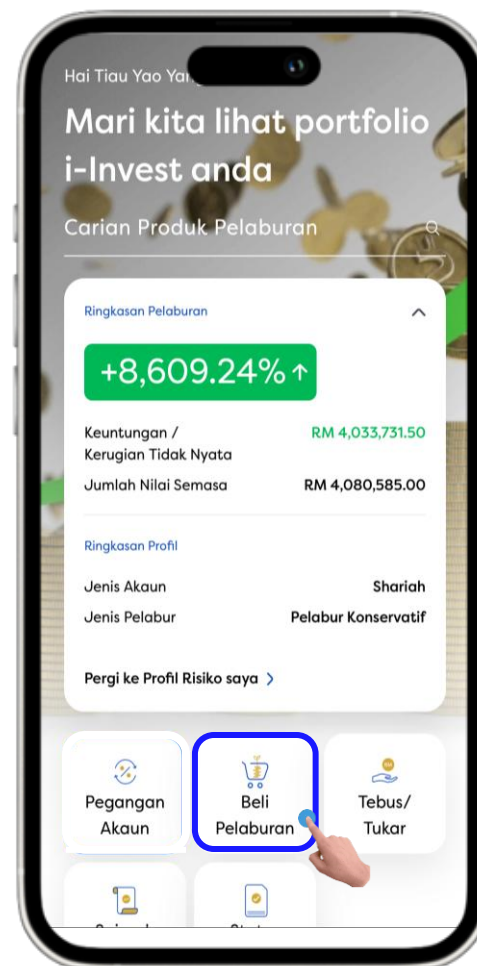 Hai Tiau Yao
Mari kita lihat portfolio
i-Invest anda
Carian Produk Pelaburan
Ringkasan Pelaburan
+8,609.24% ↑
Keuntungan / RM 4,033,731.50
Kerugian Tidak Nyata
Jumlah Nilai Semasa RM 4,080,585.00
Ringkasan Profil
Jenis Akaun Shariah
Jenis Pelabur Pelabur Konservatif
Pergi ke Profil Risiko saya >
Pegangan Beli Tebus/
Akaun Pelaburan Tukar